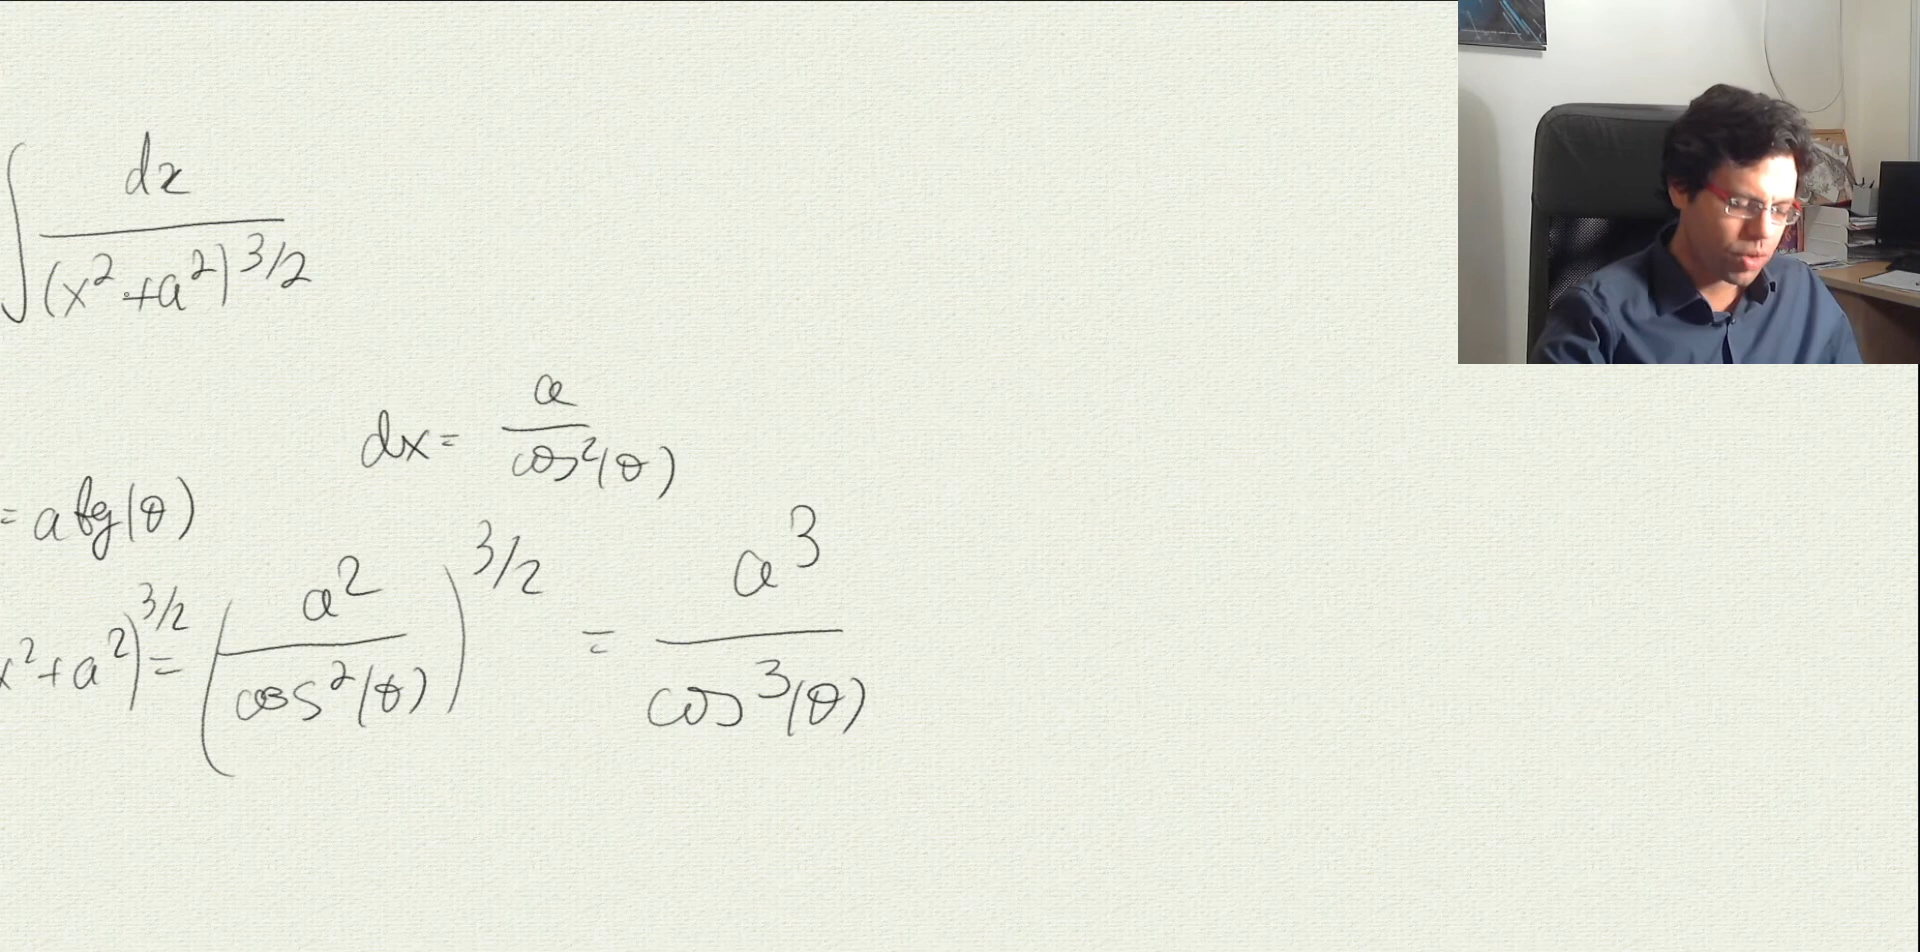 ∫ dx / (x² + a²)^3/2
dx = a / cos²(θ)
= a tg(θ)
x² + a²)^3/2 = (a² / cos²(θ))^3/2 = a³ / cos³(θ)